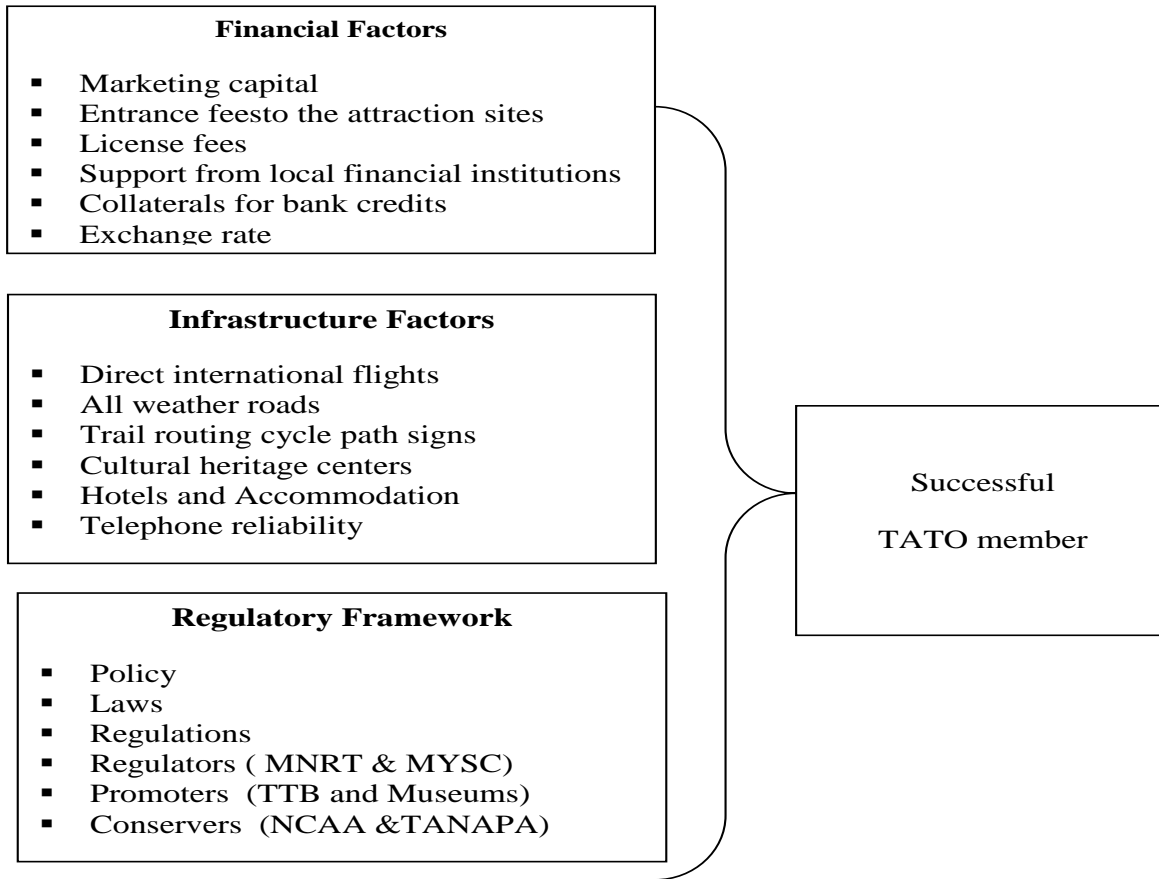 Financial Factors
▪ Marketing capital
▪ Entrance feesto the attraction sites
▪ License fees
▪ Support from local financial institutions
▪ Collaterals for bank credits
▪ Exchange rate
Infrastructure Factors
▪ Direct international flights
▪ All weather roads
▪ Trail routing cycle path signs
▪ Cultural heritage centers
▪ Hotels and Accommodation
▪ Telephone reliability
Regulatory Framework
▪ Policy
▪ Laws
▪ Regulations
▪ Regulators ( MNRT & MYSC)
▪ Promoters (TTB and Museums)
▪ Conservers (NCAA &TANAPA)
Successful
TATO member